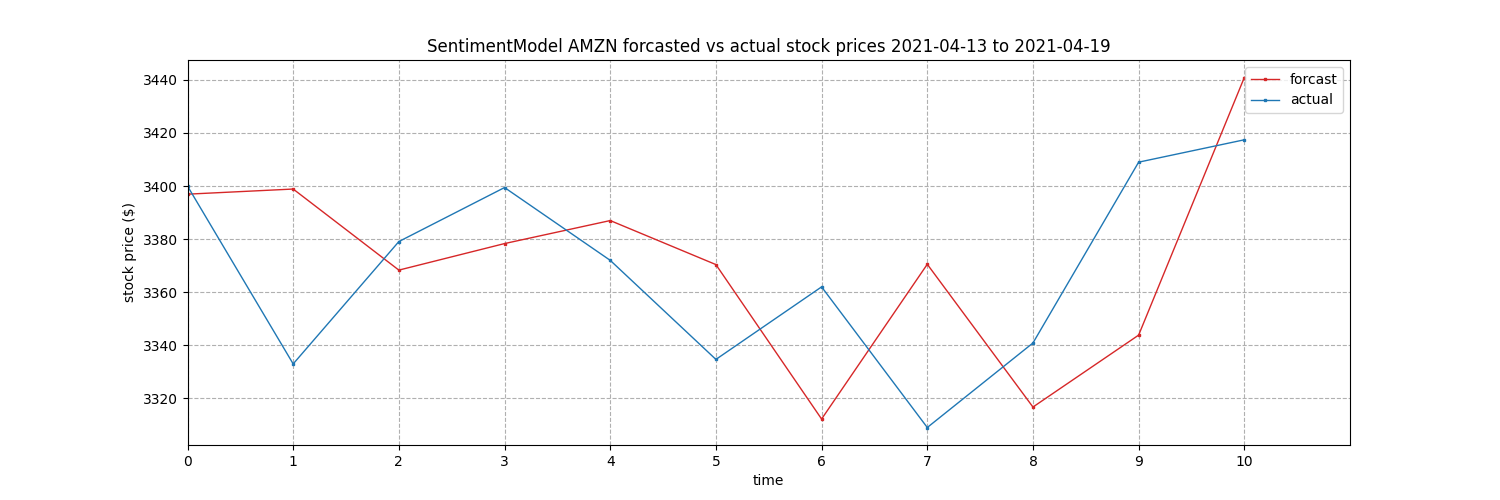 SentimentModel AMZN forcasted vs actual stock prices 2021-04-13 to 2021-04-19
forcast
actual
stock price ($)
3440
3420
3400
3380
3360
3340
3320
0 1 2 3 4 5 6 7 8 9 10
time